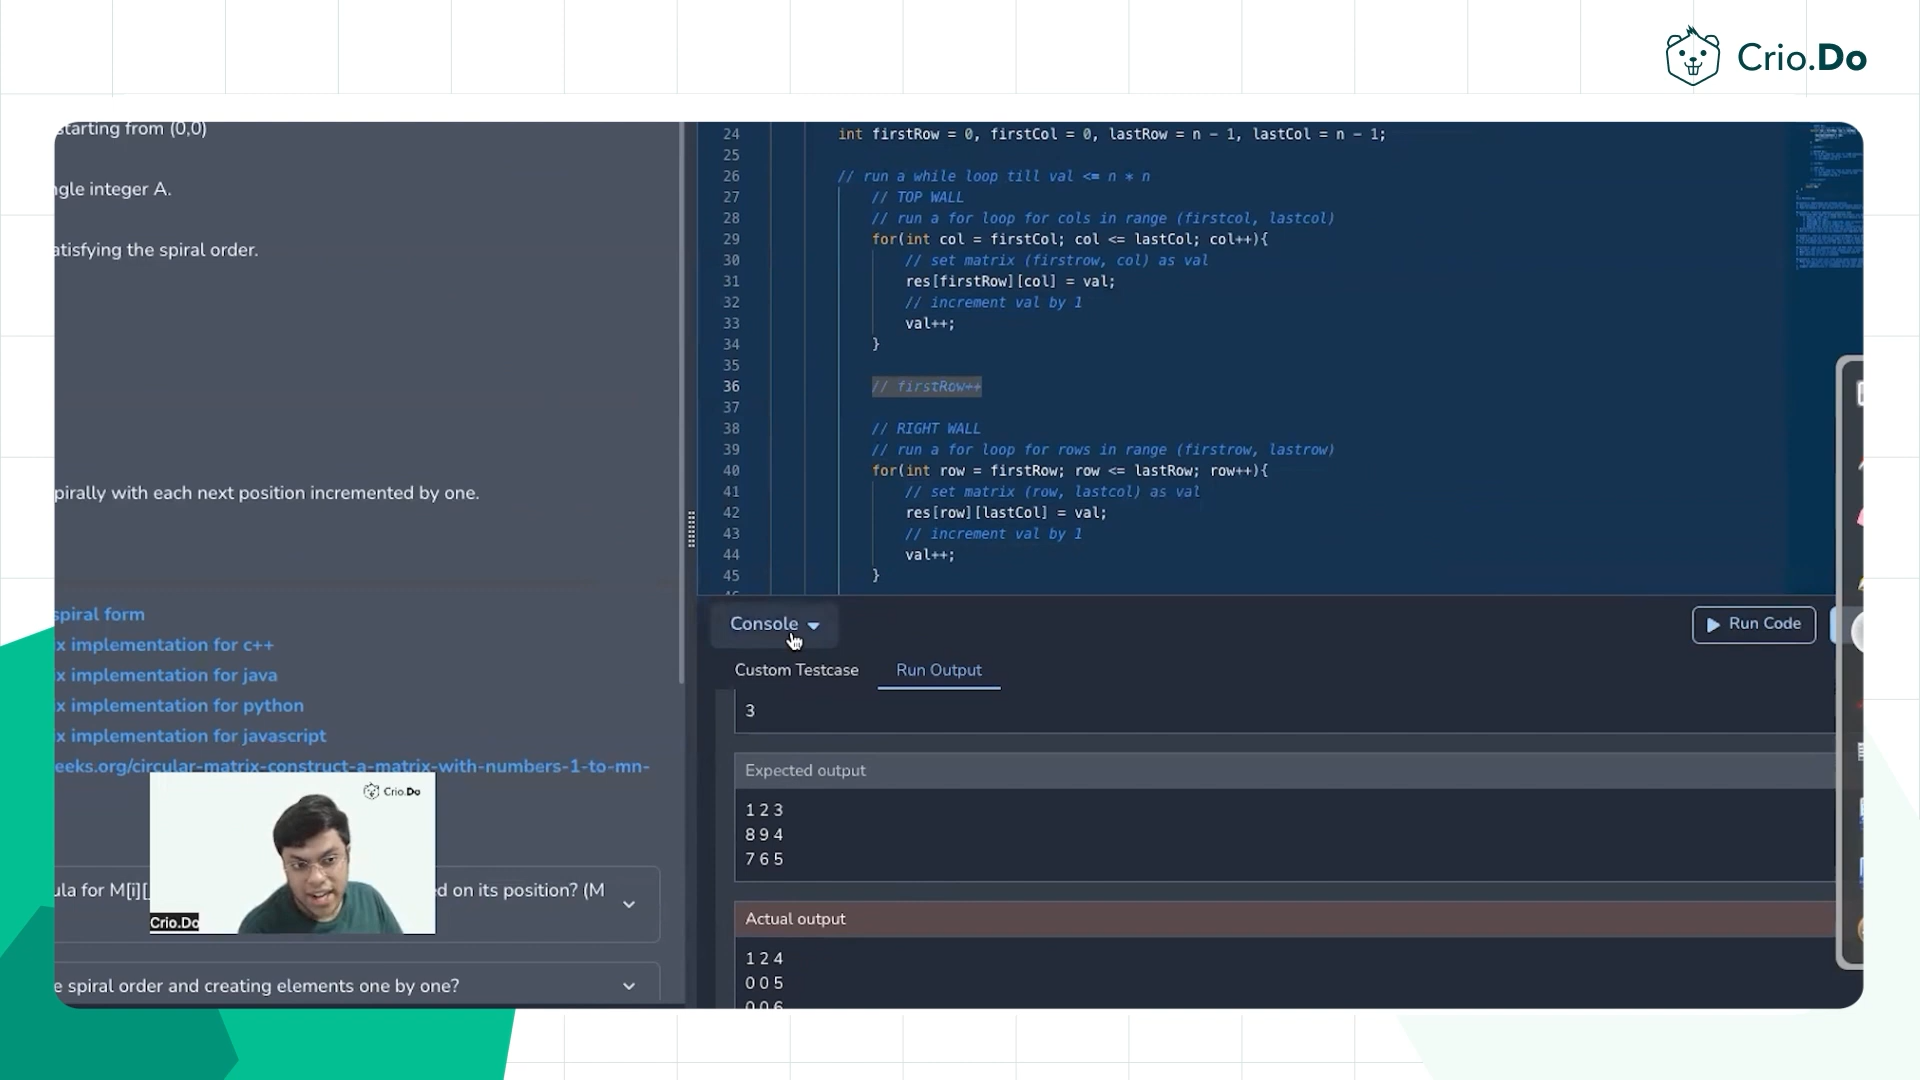 Crio.Do
starting from (0,0)
ngle integer A.
atisfying the spiral order.
pirally with each next position incremented by one.
spiral form
x implementation for c++
x implementation for java
x implementation for python
x implementation for javascript
eeks.org/circular-matrix-construct-a-matrix-with-numbers-1-to-mn-
Crio.Do
Crio.Do
ula for M[i][
d on its position? (M
e spiral order and creating elements one by one?
24 int firstRow = 0, firstCol = 0, lastRow = n - 1, lastCol = n - 1;
25
26 // run a while loop till val <= n * n
27 // TOP WALL
28 // run a for loop for cols in range (firstcol, lastcol)
29 for(int col = firstCol; col <= lastCol; col++){
30 // set matrix (firstrow, col) as val
31 res[firstRow][col] = val;
32 // increment val by 1
33 val++;
34 }
35
36 // firstRow++
37
38 // RIGHT WALL
39 // run a for loop for rows in range (firstrow, lastrow)
40 for(int row = firstRow; row <= lastRow; row++){
41 // set matrix (row, lastcol) as val
42 res[row][lastCol] = val;
43 // increment val by 1
44 val++;
45 }
Console
Run Code
Custom Testcase Run Output
3
Expected output
1 2 3
8 9 4
7 6 5
Actual output
1 2 4
0 0 5
0 0 6